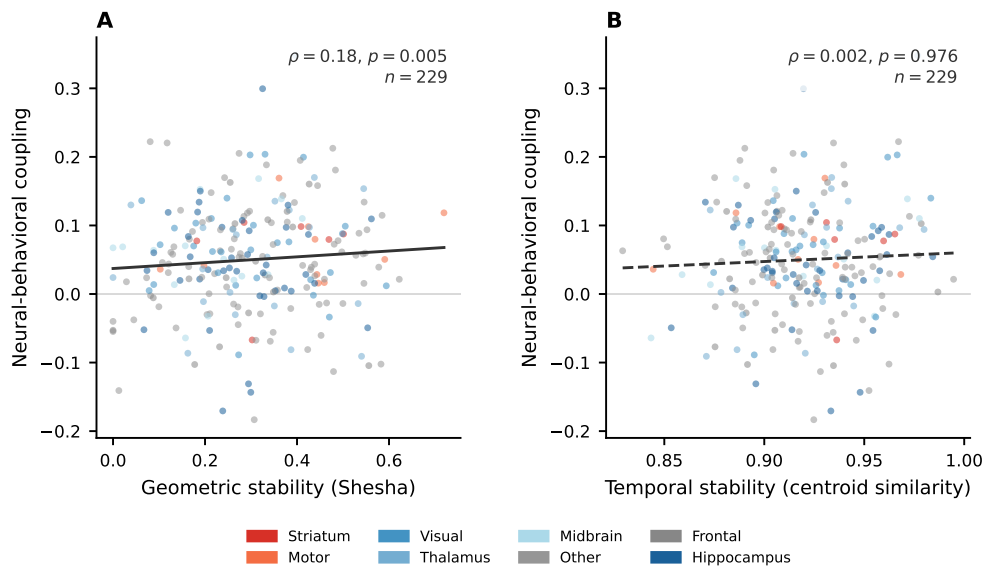 A
ρ = 0.18, p = 0.005
n = 229
Neural-behavioral coupling
0.3
0.2
0.1
0.0
−0.1
−0.2
0.0 0.2 0.4 0.6
Geometric stability (Shesha)
B
ρ = 0.002, p = 0.976
n = 229
Neural-behavioral coupling
0.3
0.2
0.1
0.0
−0.1
−0.2
0.85 0.90 0.95 1.00
Temporal stability (centroid similarity)
Striatum Visual Midbrain Frontal
Motor Thalamus Other Hippocampus